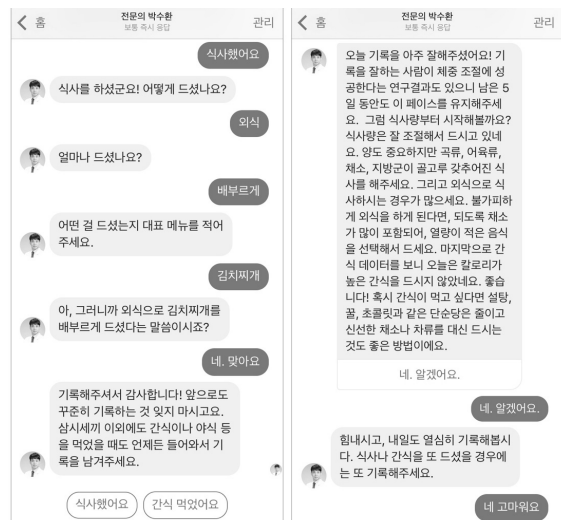 홈
전문의 박수환
보통 즉시 응답
관리
식사했어요
식사를 하셨군요! 어떻게 드셨나요?
외식
얼마나 드셨나요?
배부르게
어떤 걸 드셨는지 대표 메뉴를 적어
주세요.
김치찌개
아, 그러니까 외식으로 김치찌개를
배부르게 드셨다는 말씀이시죠?
네. 맞아요
기록해주셔서 감사합니다! 앞으로도
꾸준히 기록하는 것 잊지 마시고요.
삼시세끼 이외에도 간식이나 야식 등
을 먹었을 때도 언제든 들어와서 기
록을 남겨주세요.
식사했어요
간식 먹었어요
홈
전문의 박수환
보통 즉시 응답
관리
오늘 기록을 아주 잘해주셨어요! 기
록을 잘하는 사람이 체중 조절에 성
공한다는 연구결과도 있으니 남은 5
일 동안도 이 페이스를 유지해주세
요. 그럼 식사량부터 시작해볼까요?
식사량은 잘 조절해서 드시고 있네
요. 양도 중요하지만 곡류, 어육류,
채소, 지방군이 골고루 갖추어진 식
사를 해주세요. 그리고 외식으로 식
사하시는 경우가 많으세요. 불가피하
게 외식을 하게 된다면, 되도록 채소
가 많이 포함되어, 열량이 적은 음식
을 선택해서 드세요. 마지막으로 간
식 데이터를 보니 오늘은 칼로리가
높은 간식을 드시지 않았네요. 좋습
니다! 혹시 간식이 먹고 싶다면 설탕,
꿀, 초콜릿과 같은 단순당은 줄이고
신선한 채소나 차류를 대신 드시는
것도 좋은 방법이에요.
네. 알겠어요.
네. 알겠어요.
힘내시고, 내일도 열심히 기록해봅시
다. 식사나 간식을 또 드셨을 경우에
는 또 기록해주세요.
네 고마워요